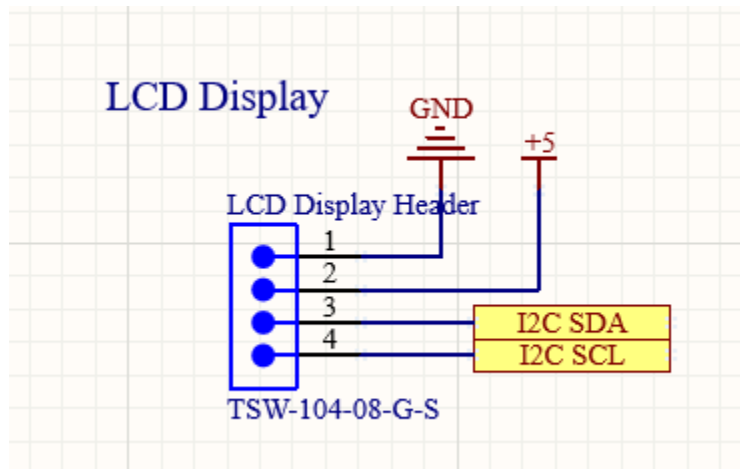 LCD Display
GND
+5
LCD Display Header
1
2
3
I2C SDA
4
I2C SCL
TSW-104-08-G-S